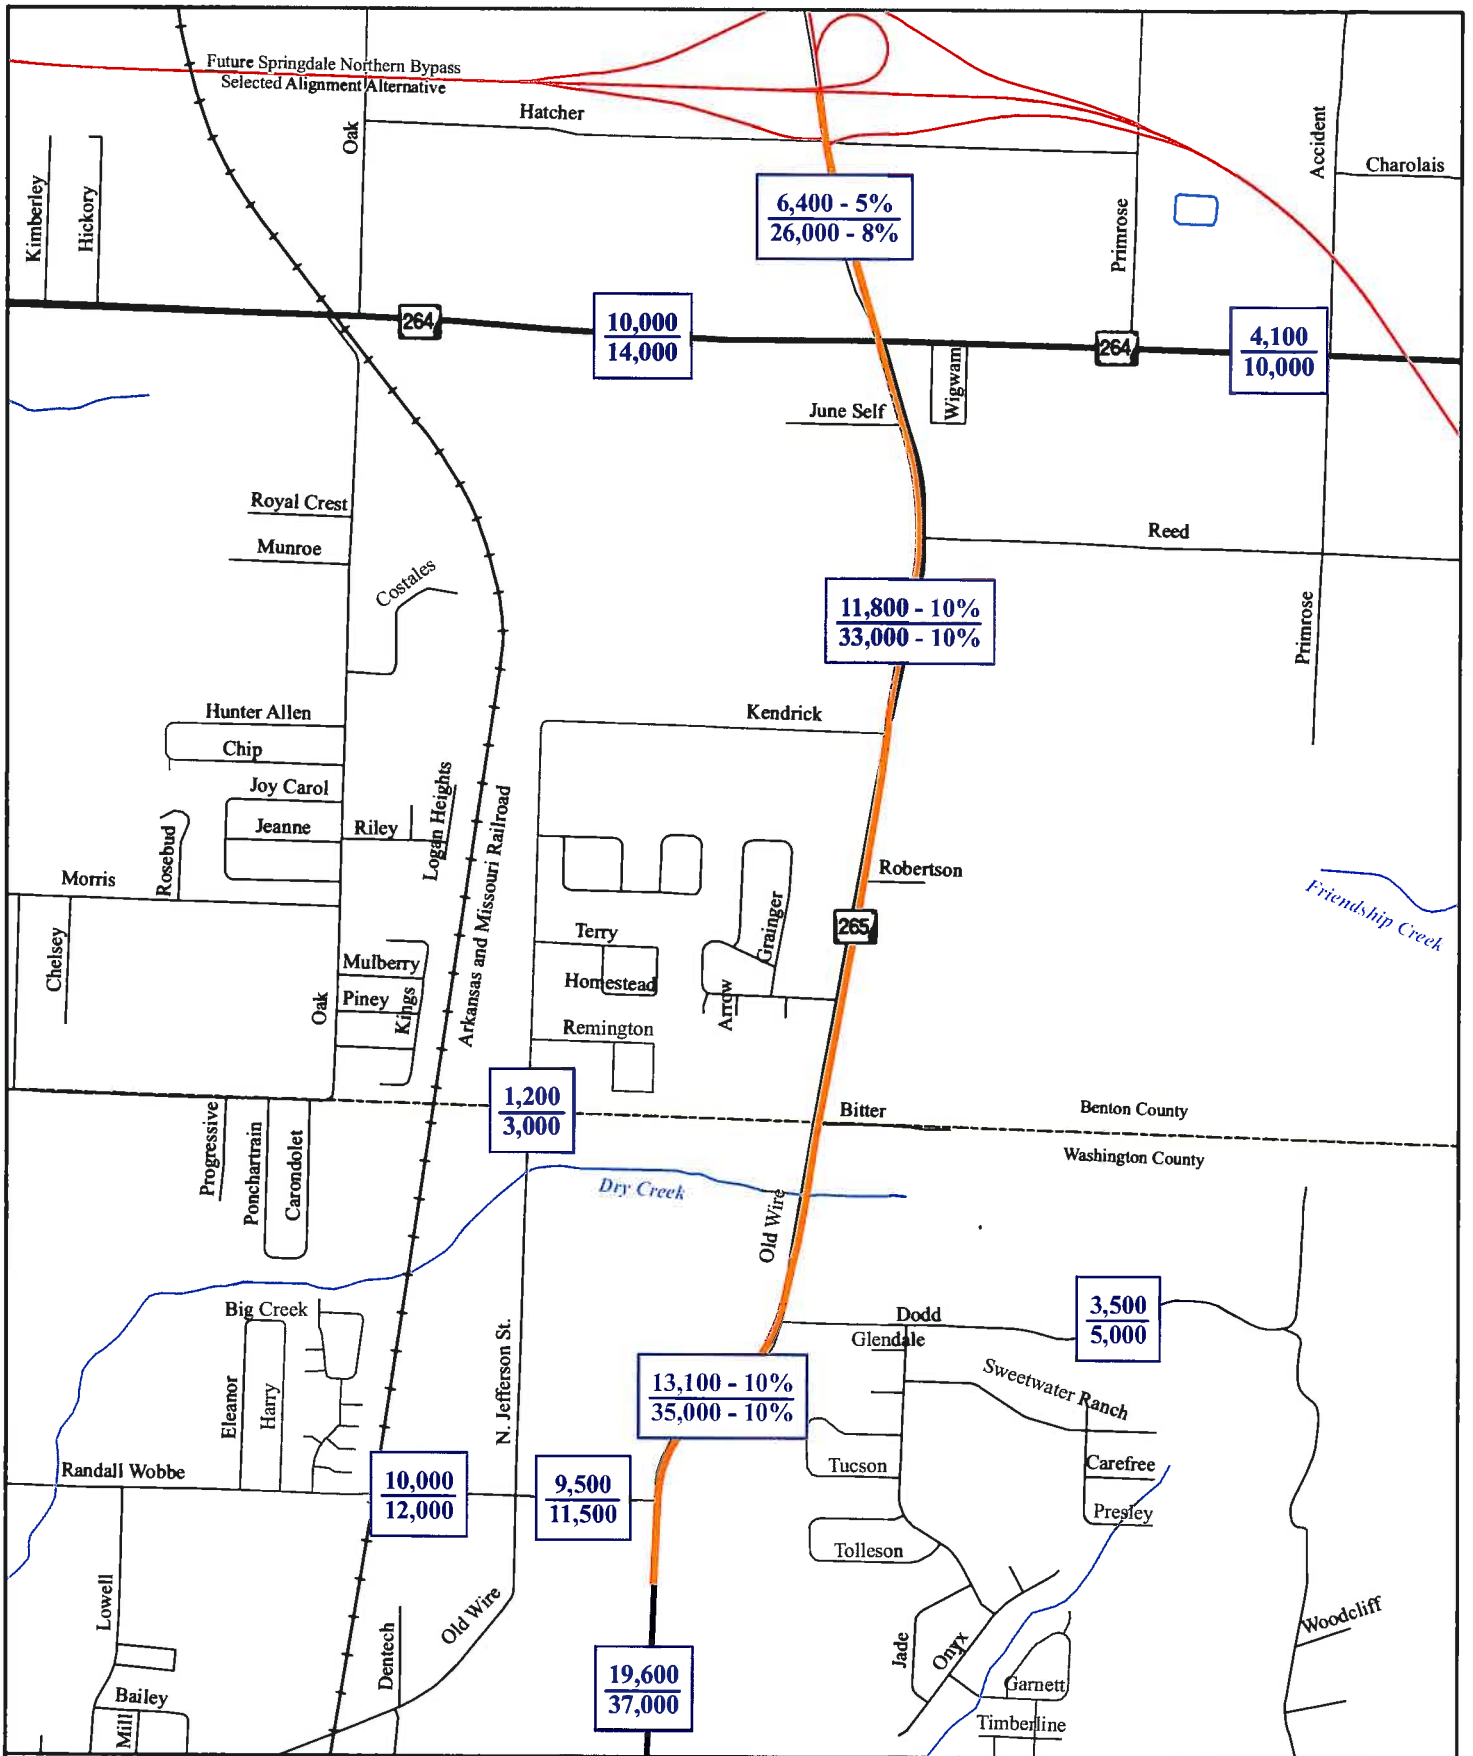 Future Springdale Northern Bypass
Selected Alignment Alternative
Hatcher
Oak
Accident
Charolais
Kimberley
Hickory
Primrose
6,400 - 5%
26,000 - 8%
264
10,000
14,000
264
4,100
10,000
June Self
Wigwam
Royal Crest
Munroe
Reed
Costales
11,800 - 10%
33,000 - 10%
Primrose
Hunter Allen
Kendrick
Chip
Joy Carol
Jeanne
Riley
Logan Heights
Arkansas and Missouri Railroad
Rosebud
Morris
Robertson
Grainger
265
Friendship Creek
Chelsey
Terry
Mulberry
Homestead
Piney
Kings
Oak
Arrow
Remington
1,200
3,000
Bitter
Benton County
Washington County
Progressive
Ponchartrain
Carondolet
Dry Creek
Old Wire
Big Creek
Dodd
3,500
5,000
Glendale
N. Jefferson St.
Eleanor
Harry
13,100 - 10%
35,000 - 10%
Sweetwater Ranch
Randall Wobbe
10,000
12,000
9,500
11,500
Tucson
Carefree
Presley
Tolleson
Lowell
Old Wire
Dentech
Jade
Onyx
Woodcliff
19,600
37,000
Garnett
Bailey
Mill
Timberline